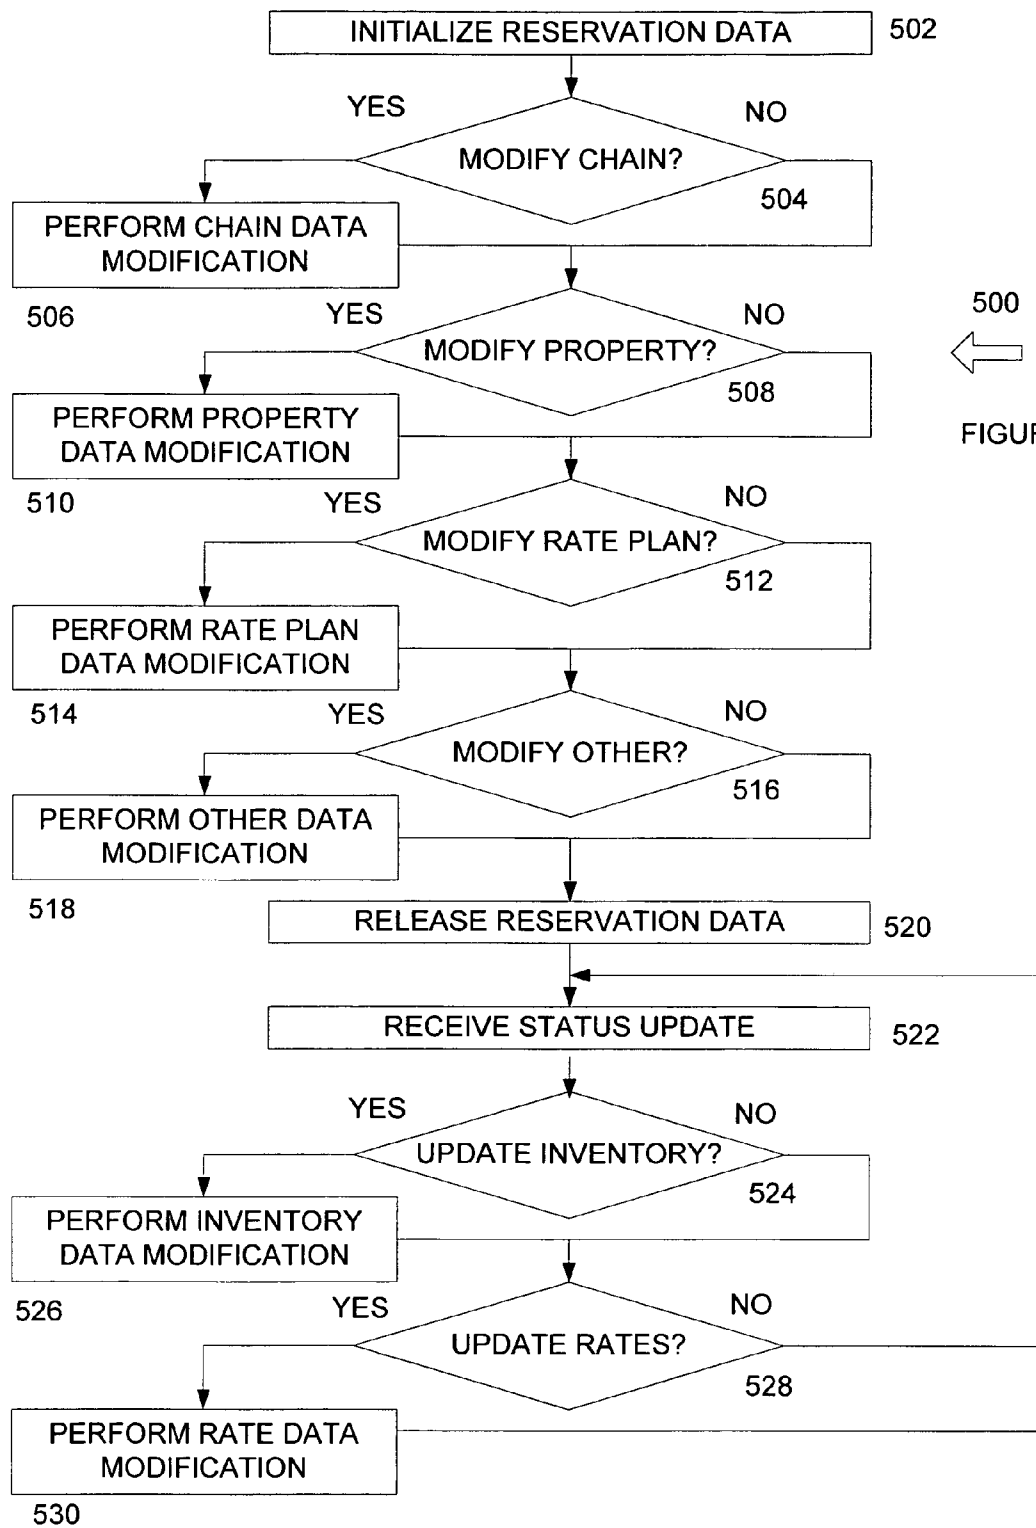 INITIALIZE RESERVATION DATA
502
YES
NO
MODIFY CHAIN?
504
PERFORM CHAIN DATA
MODIFICATION
506
YES
NO
500
MODIFY PROPERTY?
508
PERFORM PROPERTY
DATA MODIFICATION
FIGUR
510
YES
NO
MODIFY RATE PLAN?
512
PERFORM RATE PLAN
DATA MODIFICATION
514
YES
NO
MODIFY OTHER?
516
PERFORM OTHER DATA
MODIFICATION
518
RELEASE RESERVATION DATA
520
RECEIVE STATUS UPDATE
522
YES
NO
UPDATE INVENTORY?
524
PERFORM INVENTORY
DATA MODIFICATION
526
YES
NO
UPDATE RATES?
528
PERFORM RATE DATA
MODIFICATION
530